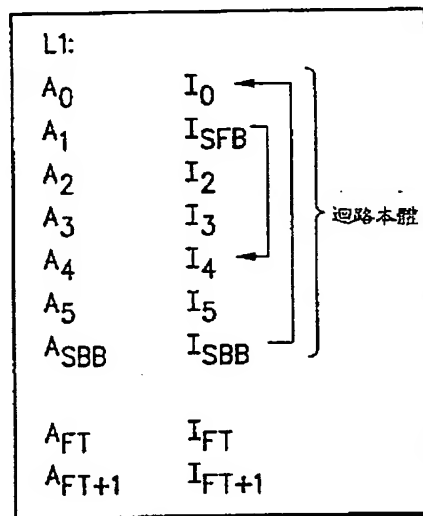 L1:
A0 I0
A1 ISFB
A2 I2
A3 I3
A4 I4
A5 I5
ASBB ISBB
迴路本體
AFT IFT
AFT+1 IFT+1